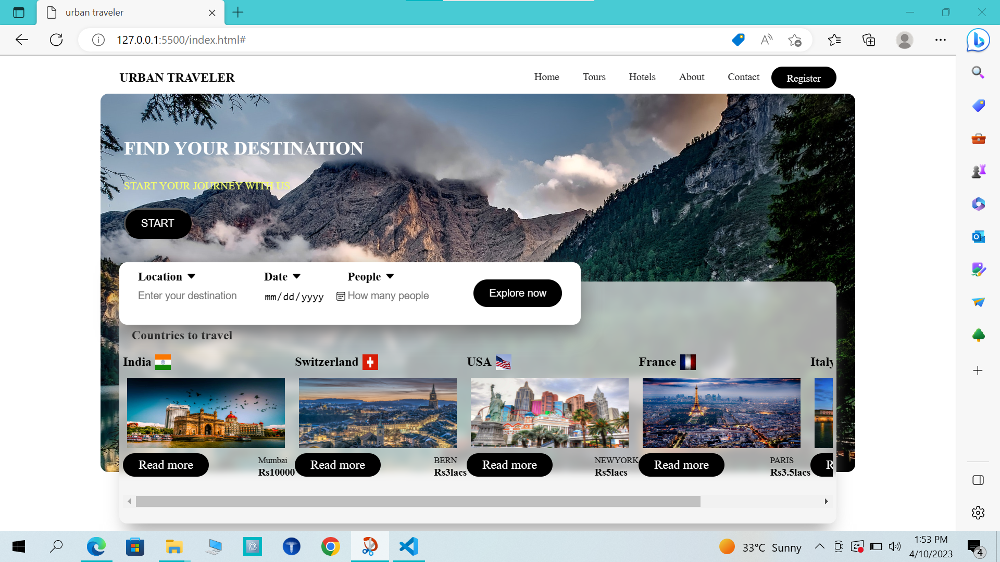 urban traveler
127.0.0.1:5500/index.html#
URBAN TRAVELER
Home Tours Hotels About Contact Register
FIND YOUR DESTINATION
START YOUR JOURNEY WITH US
START
Location Date People
Enter your destination mm/dd/yyyy How many people
Explore now
Countries to travel
India Switzerland USA France Italy
Read more Mumbai Rs10000
Read more BERN Rs3lacs
Read more NEWYORK Rs5lacs
Read more PARIS Rs3.5lacs
R
33°C Sunny
1:53 PM
4/10/2023
4